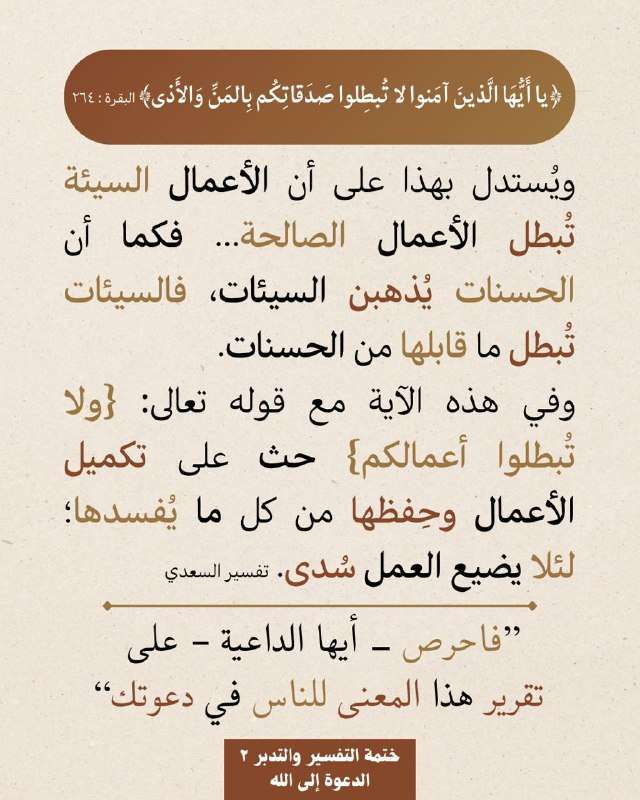 ﴿يا أَيُّهَا الَّذينَ آمَنوا لا تُبطِلوا صَدَقاتِكُم بِالمَنِّ وَالأَذى﴾ البقرة : ٢٦٤
ويُستدل بهذا على أن الأعمال السيئة
تُبطل الأعمال الصالحة... فكما أن
الحسنات يُذهبن السيئات، فالسيئات
تُبطل ما قابلها من الحسنات.
وفي هذه الآية مع قوله تعالى: {ولا
تُبطلوا أعمالكم} حث على تكميل
الأعمال وحِفظها من كل ما يُفسدها؛
لئلا يضيع العمل سُدى. تفسير السعدي
”فاحرص – أيها الداعية – على
تقرير هذا المعنى للناس في دعوتك“
ختمة التفسير والتدبر ٢
الدعوة إلى الله